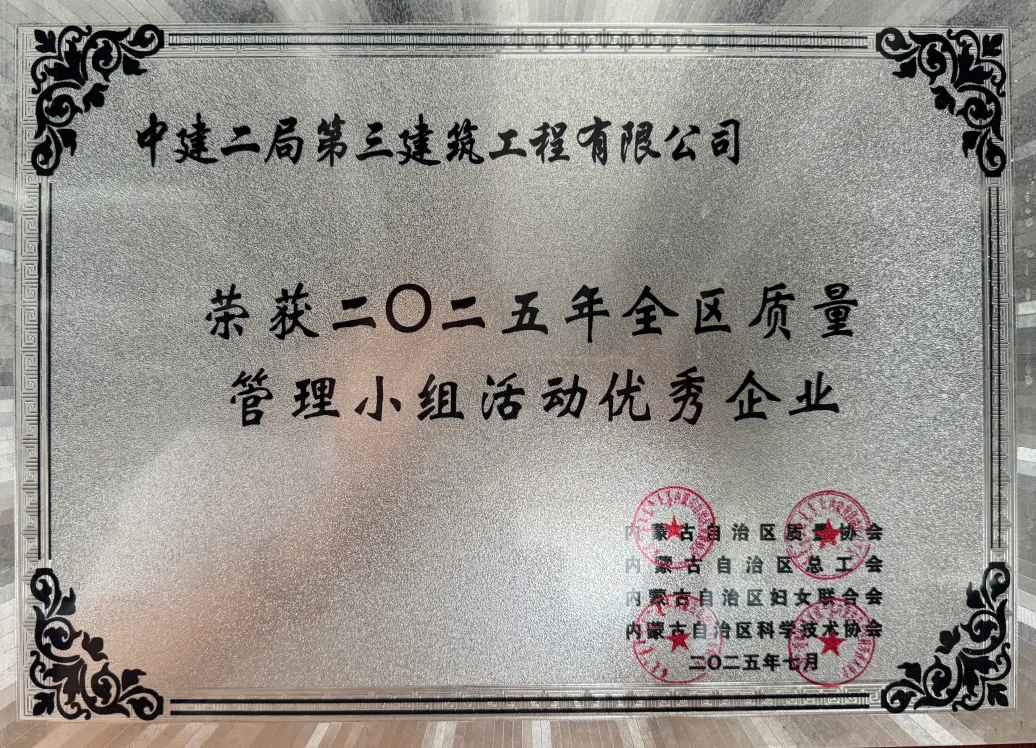 中建二局第三建筑工程有限公司
荣获二〇二五年全区质量
管理小组活动优秀企业
内蒙古自治区质量协会
内蒙古自治区总工会
内蒙古自治区妇女联合会
内蒙古自治区科学技术协会
二〇二五年七月